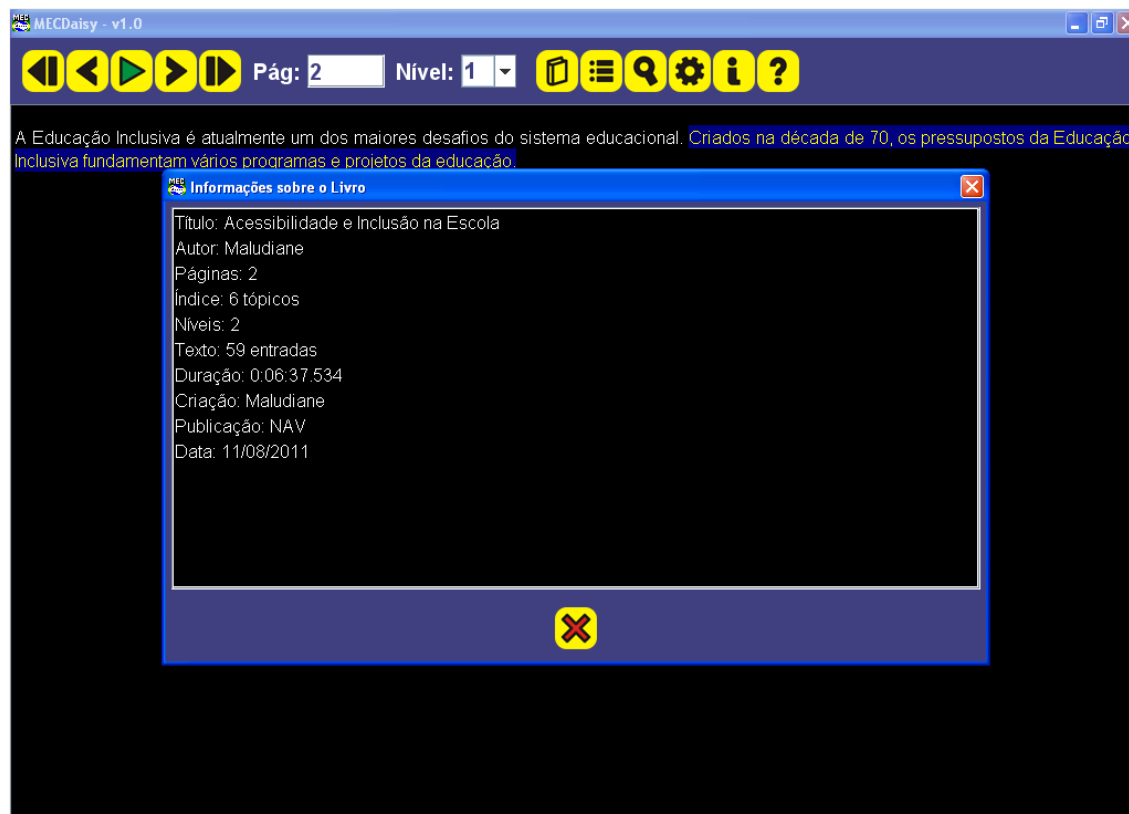 MECDaisy - v1.0
Pág: 2 Nível: 1
A Educação Inclusiva é atualmente um dos maiores desafios do sistema educacional. Criados na década de 70, os pressupostos da Educação
Inclusiva fundamentam vários programas e projetos da educação.
Informações sobre o Livro
Título: Acessibilidade e Inclusão na Escola
Autor: Maludiane
Páginas: 2
Índice: 6 tópicos
Níveis: 2
Texto: 59 entradas
Duração: 0:06:37.534
Criação: Maludiane
Publicação: NAV
Data: 11/08/2011